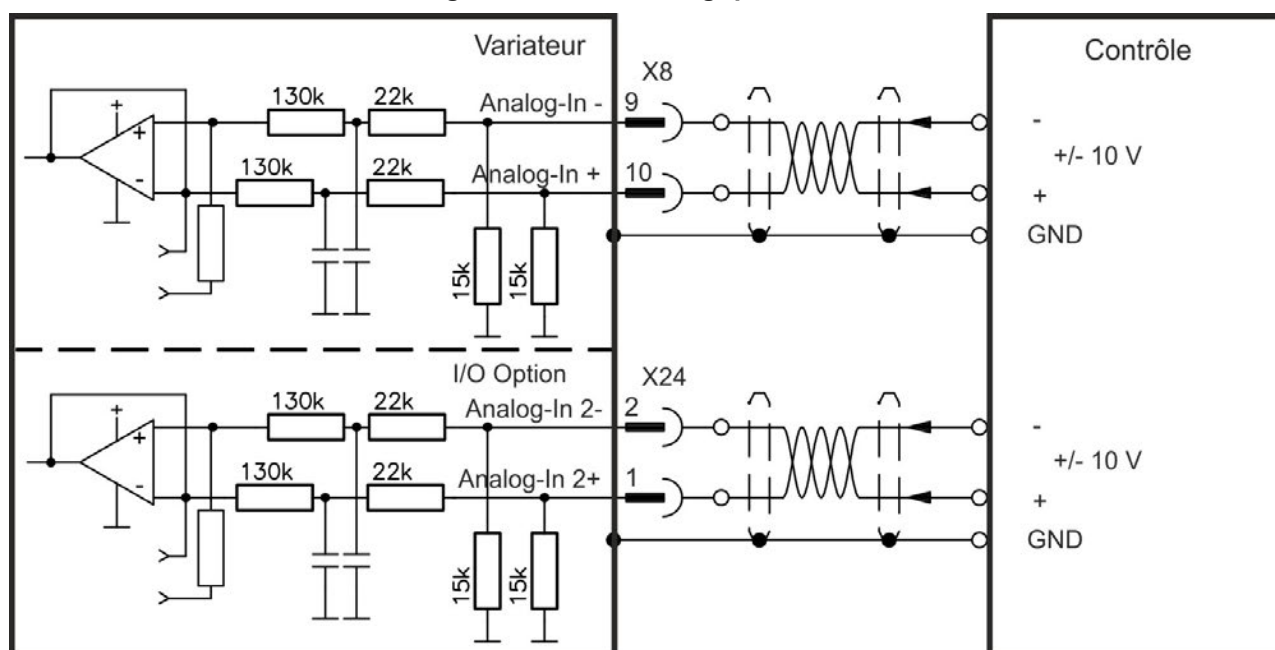 Variateur
Contrôle
X8
130k
22k
Analog-In -
9
-
+
+/- 10 V
130k
22k
Analog-In +
10
+
-
GND
15k
15k
I/O Option
X24
130k
22k
Analog-In 2-
2
-
+
+/- 10 V
130k
22k
Analog-In 2+
1
+
-
GND
15k
15k